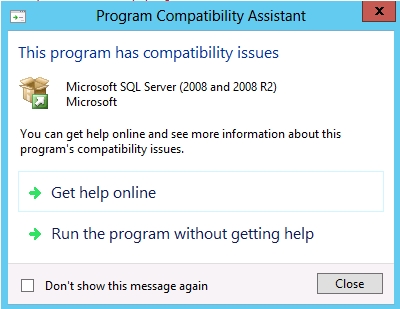 Program Compatibility Assistant
x
This program has compatibility issues
Microsoft SQL Server (2008 and 2008 R2)
Microsoft
You can get help online and see more information about this
program's compatibility issues.
Get help online
Run the program without getting help
Don't show this message again
Close